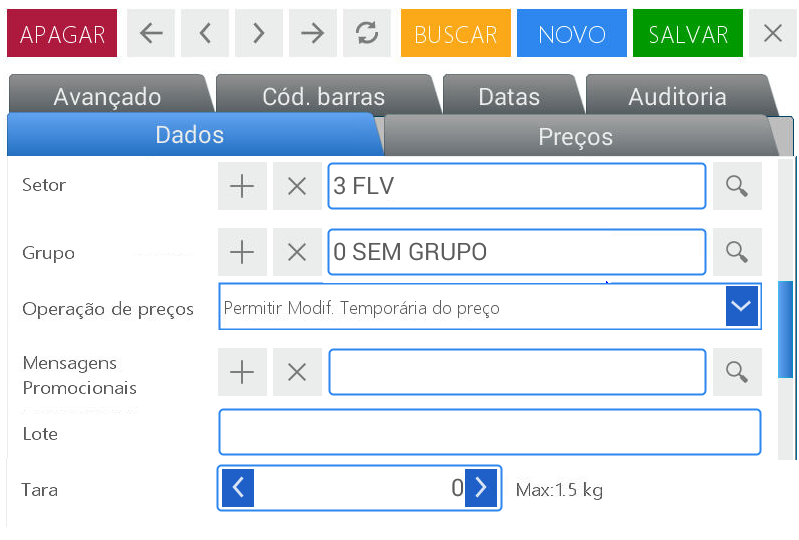 APAGAR BUSCAR NOVO SALVAR
Avançado Cód. barras Datas Auditoria
Dados Preços
Setor 3 FLV
Grupo 0 SEM GRUPO
Operação de preços Permitir Modif. Temporária do preço
Mensagens
Promocionais
Lote
Tara 0 Max:1.5 kg